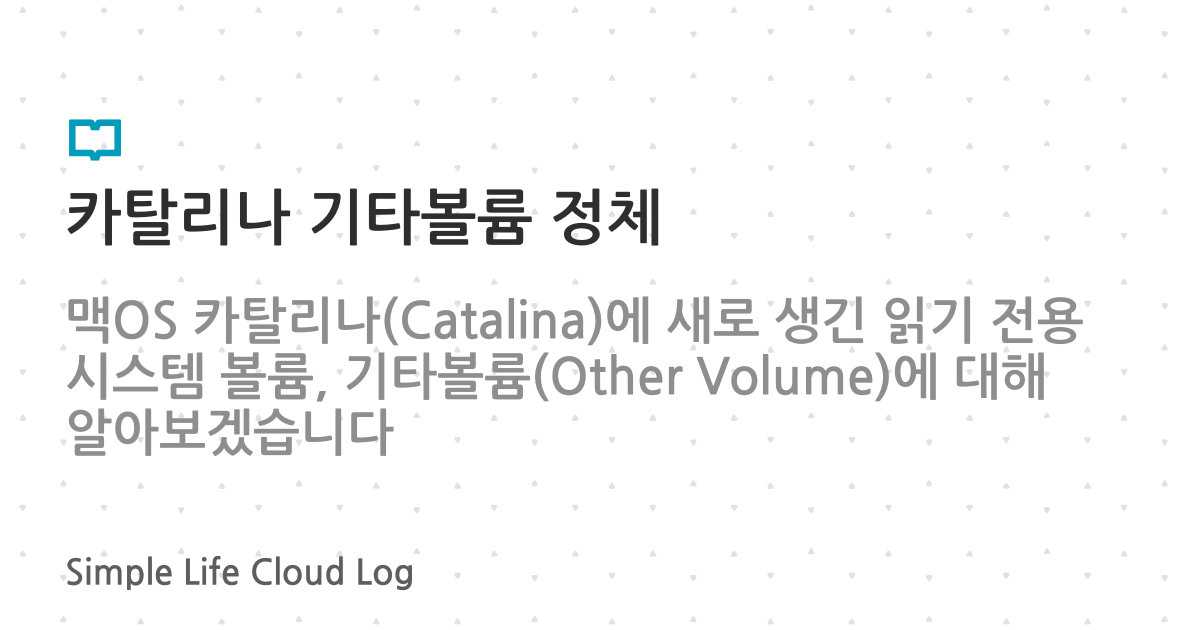 카탈리나 기타볼륨 정체
맥OS 카탈리나(Catalina)에 새로 생긴 읽기 전용
시스템 볼륨, 기타볼륨(Other Volume)에 대해
알아보겠습니다
Simple Life Cloud Log